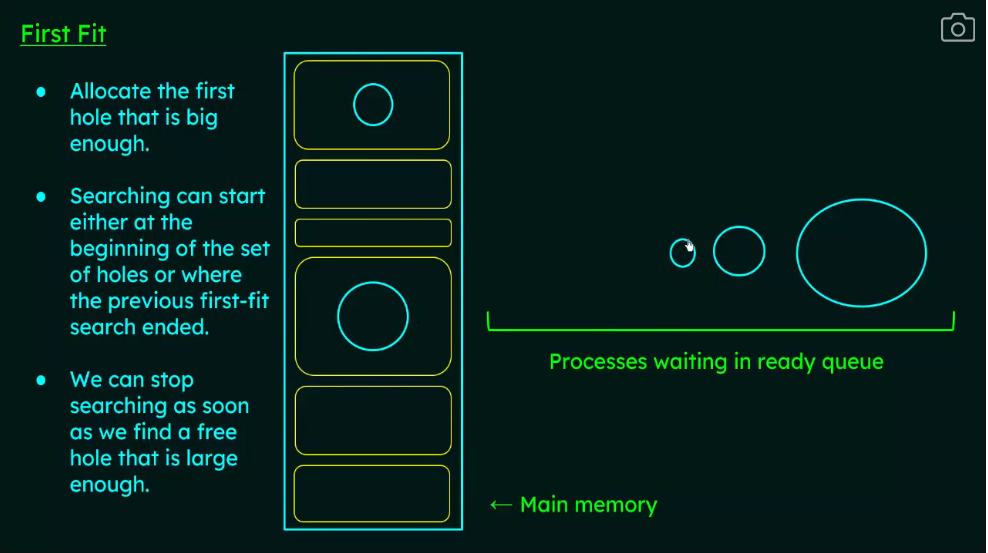 First Fit
● Allocate the first
hole that is big
enough.
● Searching can start
either at the
beginning of the set
of holes or where
the previous first-fit
search ended.
● We can stop
searching as soon
as we find a free
hole that is large
enough.
Processes waiting in ready queue
← Main memory